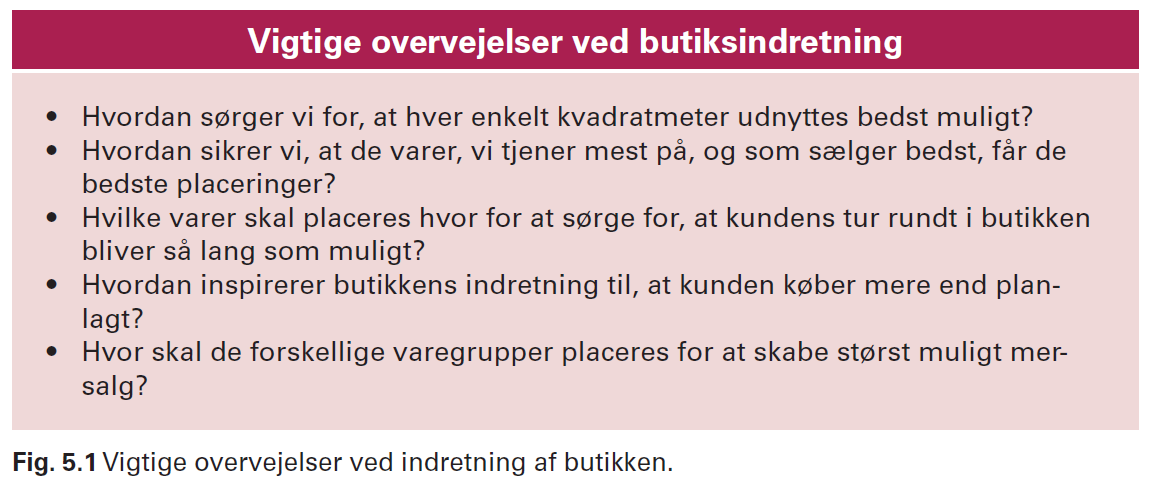 Vigtige overvejelser ved butiksindretning
• Hvordan sørger vi for, at hver enkelt kvadratmeter udnyttes bedst muligt?
• Hvordan sikrer vi, at de varer, vi tjener mest på, og som sælger bedst, får de
bedste placeringer?
• Hvilke varer skal placeres hvor for at sørge for, at kundens tur rundt i butikken
bliver så lang som muligt?
• Hvordan inspirerer butikkens indretning til, at kunden køber mere end plan-
lagt?
• Hvor skal de forskellige varegrupper placeres for at skabe størst muligt mer-
salg?
Fig. 5.1 Vigtige overvejelser ved indretning af butikken.